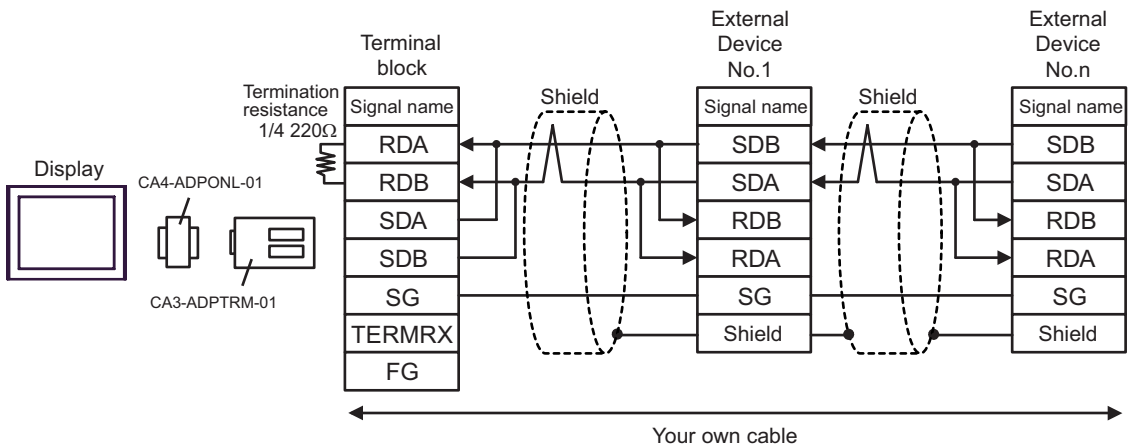 Display
CA4-ADPONL-01
CA3-ADPTRM-01
Termination
resistance
1/4 220Ω
Terminal
block
Signal name
RDA
RDB
SDA
SDB
SG
TERMRX
FG
Shield
External
Device
No.1
Signal name
SDB
SDA
RDB
RDA
SG
Shield
Shield
External
Device
No.n
Signal name
SDB
SDA
RDB
RDA
SG
Shield
Your own cable